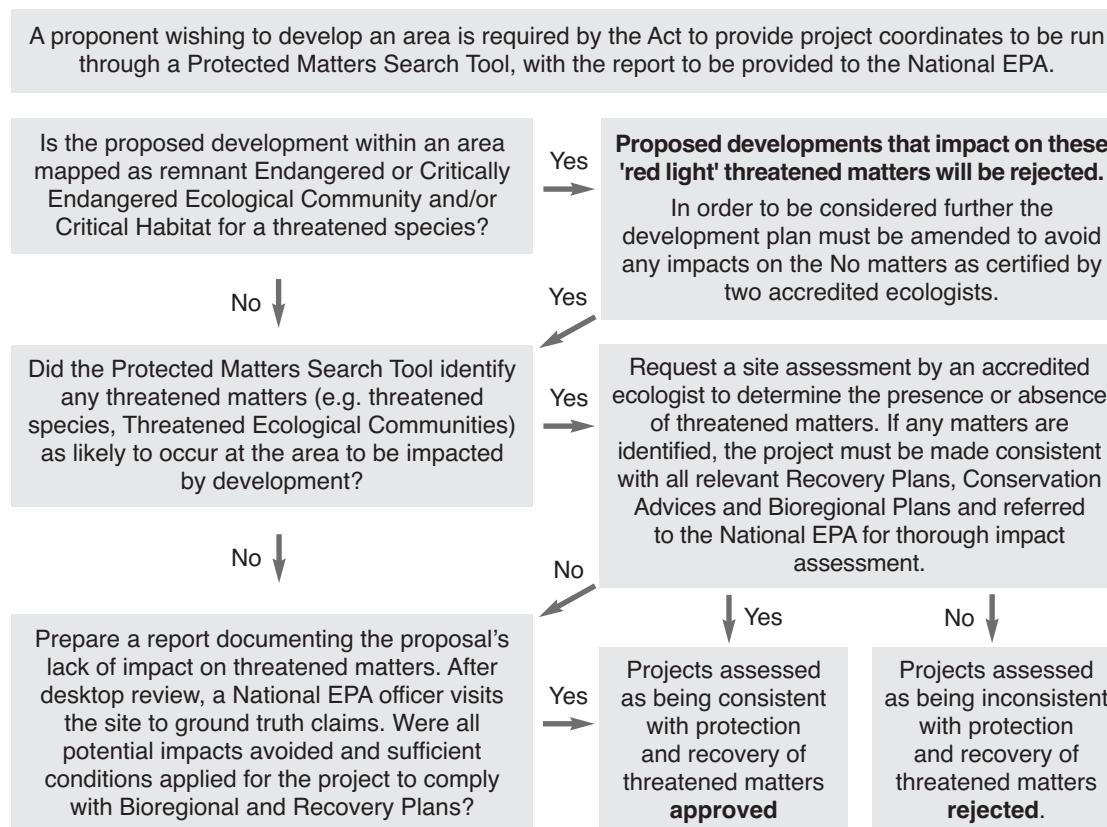 A proponent wishing to develop an area is required by the Act to provide project coordinates to be run
through a Protected Matters Search Tool, with the report to be provided to the National EPA.
Is the proposed development within an area
mapped as remnant Endangered or Critically
Endangered Ecological Community and/or
Critical Habitat for a threatened species?
Yes
Proposed developments that impact on these
'red light' threatened matters will be rejected.
In order to be considered further the
development plan must be amended to avoid
any impacts on the No matters as certified by
two accredited ecologists.
No
Yes
Did the Protected Matters Search Tool identify
any threatened matters (e.g. threatened
species, Threatened Ecological Communities)
as likely to occur at the area to be impacted
by development?
Yes
Request a site assessment by an accredited
ecologist to determine the presence or absence
of threatened matters. If any matters are
identified, the project must be made consistent
with all relevant Recovery Plans, Conservation
Advices and Bioregional Plans and referred
to the National EPA for thorough impact
assessment.
No
No
Yes
No
Prepare a report documenting the proposal's
lack of impact on threatened matters. After
desktop review, a National EPA officer visits
the site to ground truth claims. Were all
potential impacts avoided and sufficient
conditions applied for the project to comply
with Bioregional and Recovery Plans?
Yes
Projects assessed
as being consistent
with protection
and recovery of
threatened matters
approved
Projects assessed
as being inconsistent
with protection
and recovery of
threatened matters
rejected.